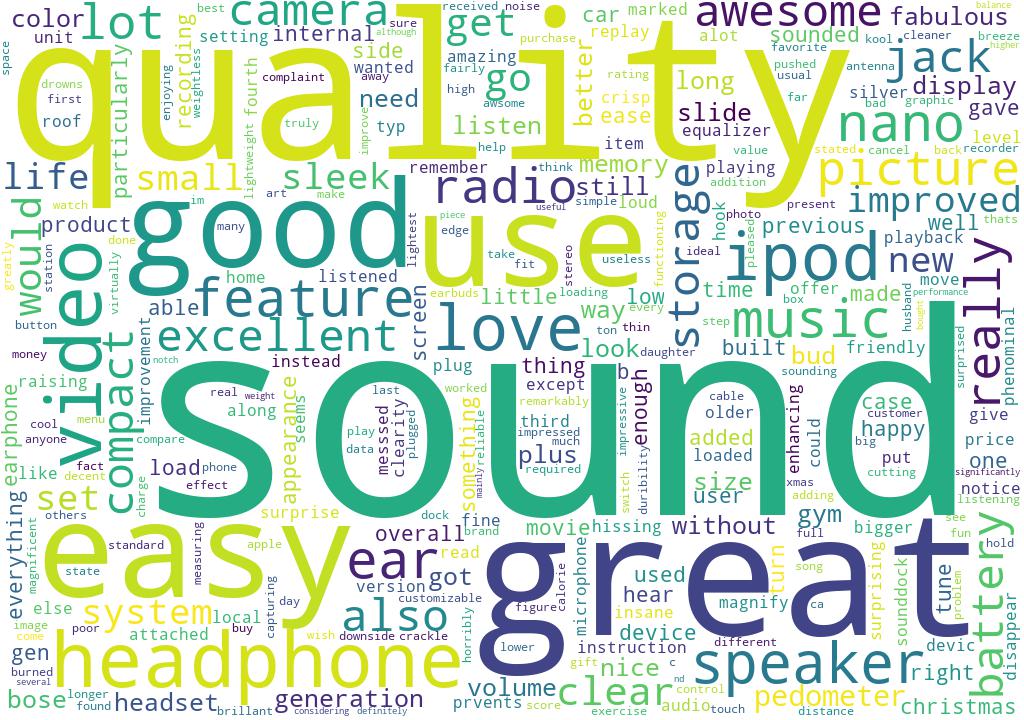 quality
sound
great
good
easy
use
headphone
love
video
ipod
radio
music
speaker
feature
excellent
picture
nano
jack
awesome
camera
lot
get
go
fabulous
display
gave
silver
improved
really
battery
storage
compact
ear
also
clear
system
set
life
small
sleek
would
product
color
unit
internal
setting
best
received
noise
sure
although
marked
car
replay
alot
sounded
favorite
kool
cleaner
breeze
balance
higher
space
drowns
first
roof
particularly
recording
enjoying
weightless
lightweight
fourth
complaint
truly
improve
side
wanted
away
need
typ
amazing
fairly
high
awsome
listen
help
better
purchase
rating
crisp
ease
item
long
slide
equalizer
value
pushed
usual
far
antenna
bad
graphic
level
stated
cancel
back
recorder
remember
think
memory
playing
addition
photo
present
previous
well
thats
still
simple
loud
useful
piece
edge
take
fit
stereo
useless
functioning
hook
pleased
ideal
playback
new
move
watch
im
art
make
many
lightest
greatly
station
done
virtually
home
listened
able
button
money
screen
earbuds
little
loading
low
every
way
ton
thin
look
daughter
time
box
offer
made
husband
performance
bought
step
built
bud
friendly
surprised
phenominal
notch
instead
plug
thing
b
enough
except
sounding
improvement
raising
earphone
cool
anyone
menu
like
fact
decent
compare
charge
load
phone
effect
along
real
weight
appearance
seems
last
play
data
messed
clearity
plugged
worked
something
reliable
mainly
remarkably
third
impressed
much
plus
required
impressive
duribility
switch
cable
older
added
loaded
size
user
enhancing
xmas
could
case
customer
happy
big
put
cutting
give
price
one
significantly
notice
listening
adding
everything
others
magnificent
standard
state
measuring
surprise
apple
overall
dock
fine
brand
movie
hissing
without
gym
bigger
full
see
fun
hold
problem
read
version
got
customizable
microphone
used
hear
insane
turn
song
magnify
ca
surprising
sounddock
tune
disappear
else
image
come
poor
local
buy
day
capturing
attached
wish
downside
crackle
horribly
figure
calorie
lower
instruction
device
different
gift
c
nice
nd
control
devic
right
gen
burned
several
bose
longer
found
headset
brilliant
generation
considering
definitely
volume
prvents
score
exercise
audio
touch
pedometer
distance
christmas